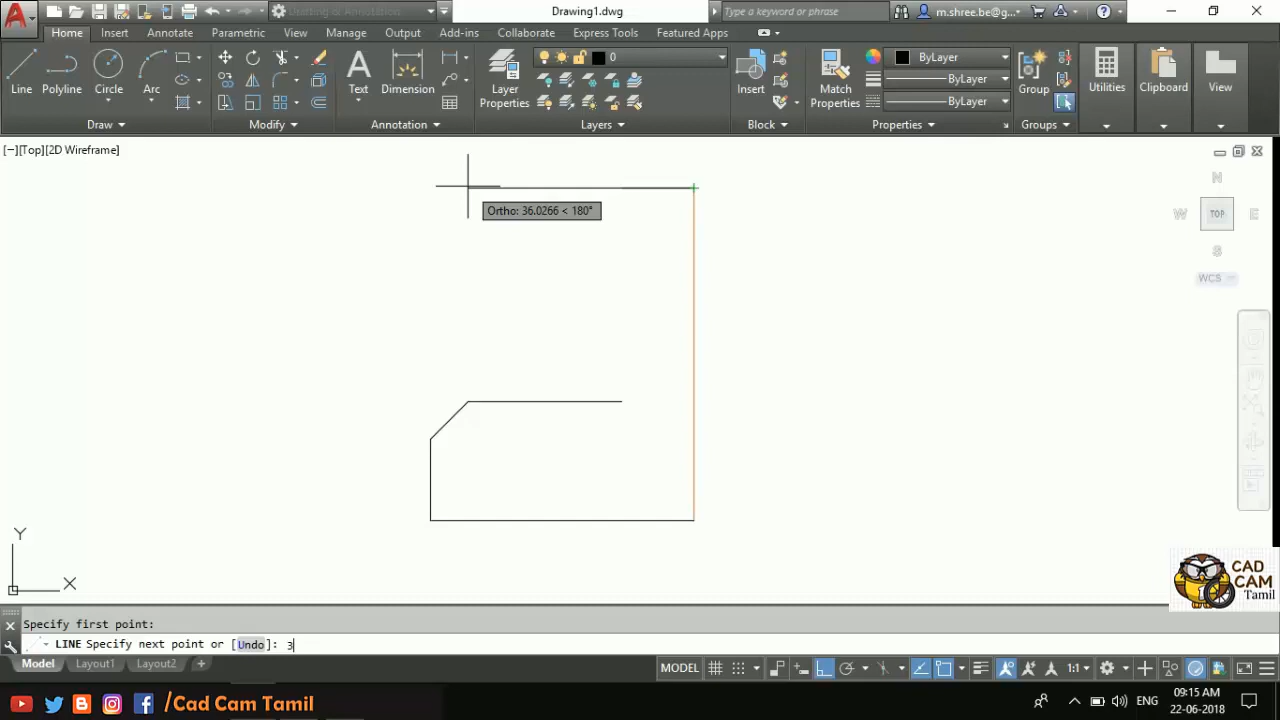 A Drafting & Annotation Drawing1.dwg Type a keyword or phrase m.shree.be@g... ?
Home Insert Annotate Parametric View Manage Output Add-ins Collaborate Express Tools Featured Apps
0 ByLayer
ByLayer
ByLayer
Line Polyline Circle Arc Text Dimension Layer Properties Insert Match Properties Group Utilities Clipboard View
Draw Modify Annotation Layers Block Properties Groups
[−][Top][2D Wireframe]
N
W TOP E
S
WCS
Ortho: 36.0266 < 180°
Y
X
CAD
CAM
Tamil
Specify first point:
LINE Specify next point or [Undo]: 3
Model Layout1 Layout2 + MODEL 1:1
/Cad Cam Tamil ENG 09:15 AM
22-06-2018